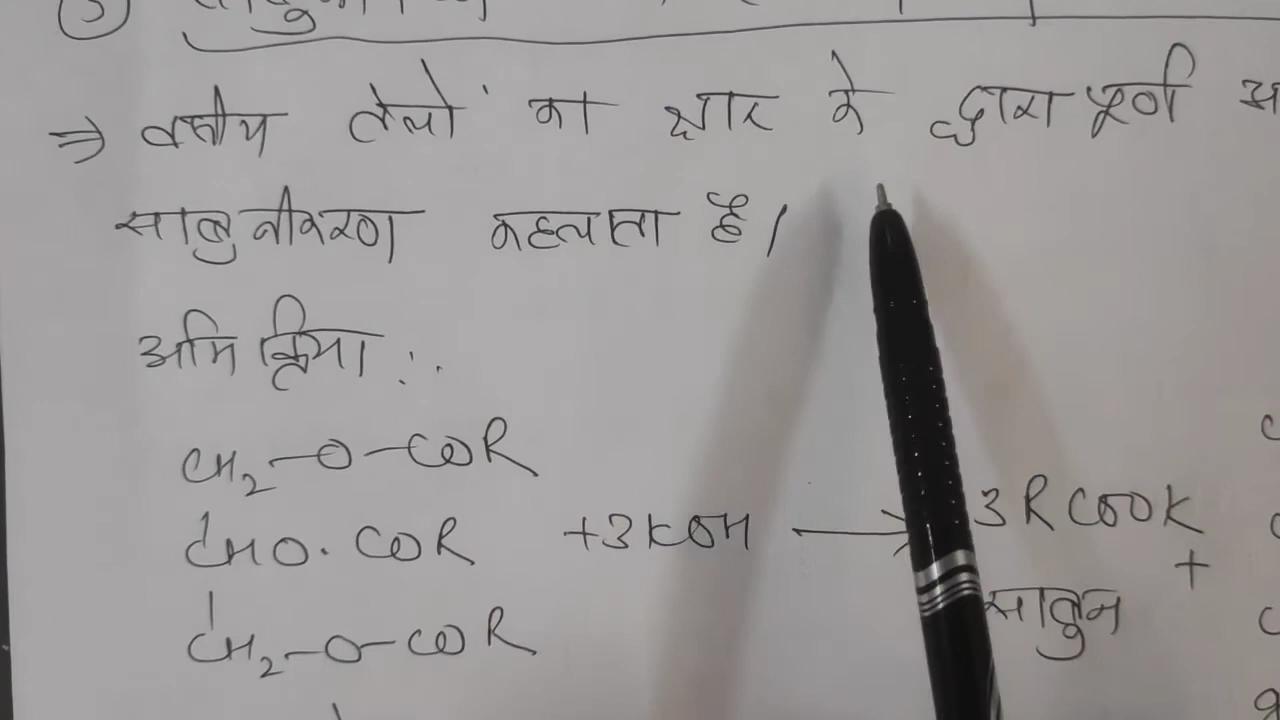 ⇒ वसीय तेलों का क्षार के द्वारा पूर्ण
साबुनीकरण कहलाता है।
अभिक्रिया :.
CH2-O-COR
CHO. COR +3KOH → 3RCOOK
+
साबुन
CH2-O-COR